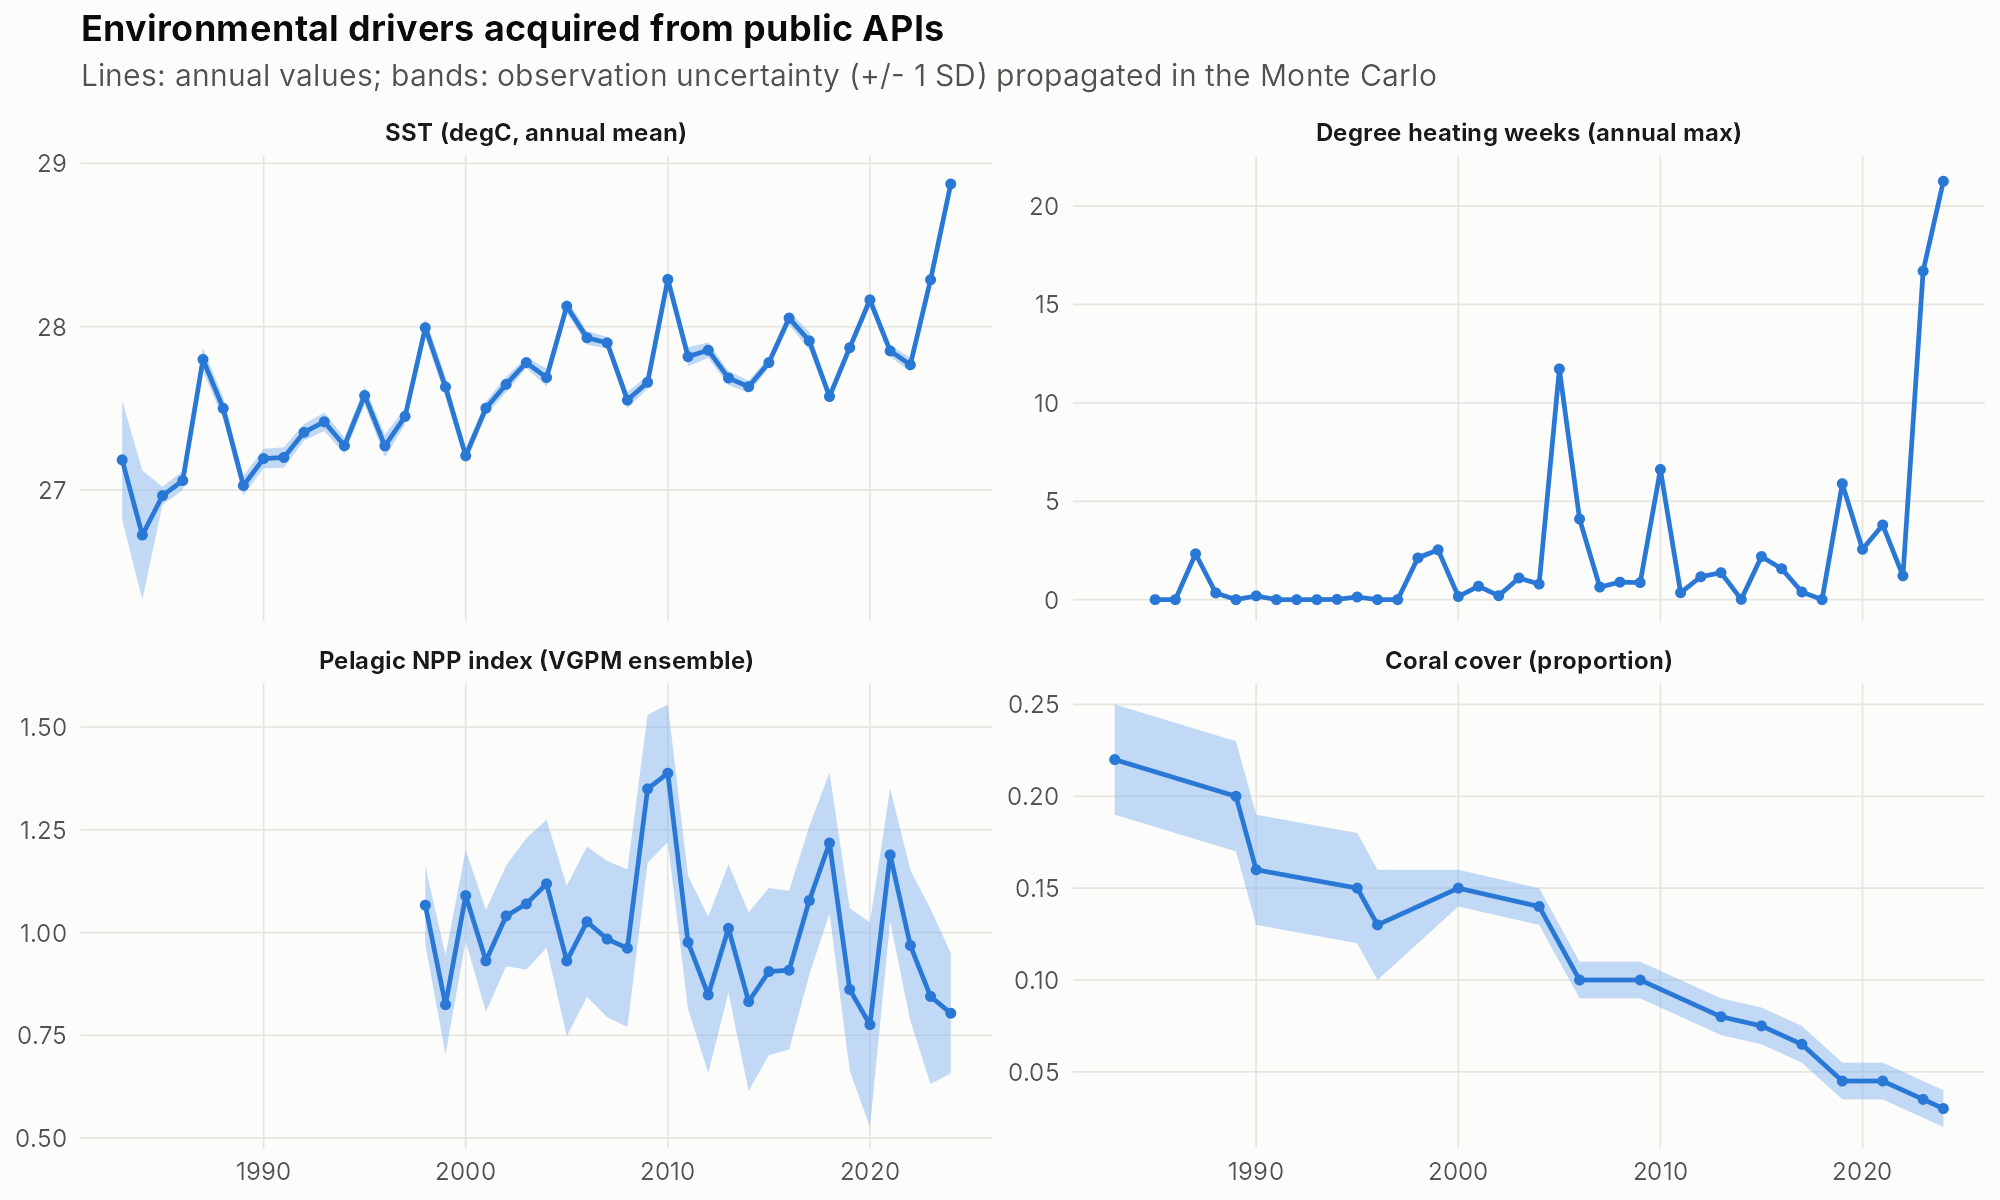 Environmental drivers acquired from public APIs
Lines: annual values; bands: observation uncertainty (+/- 1 SD) propagated in the Monte Carlo
SST (degC, annual mean)
29
28
27
Degree heating weeks (annual max)
20
15
10
5
0
Pelagic NPP index (VGPM ensemble)
1.50
1.25
1.00
0.75
0.50
1990 2000 2010 2020
Coral cover (proportion)
0.25
0.20
0.15
0.10
0.05
1990 2000 2010 2020